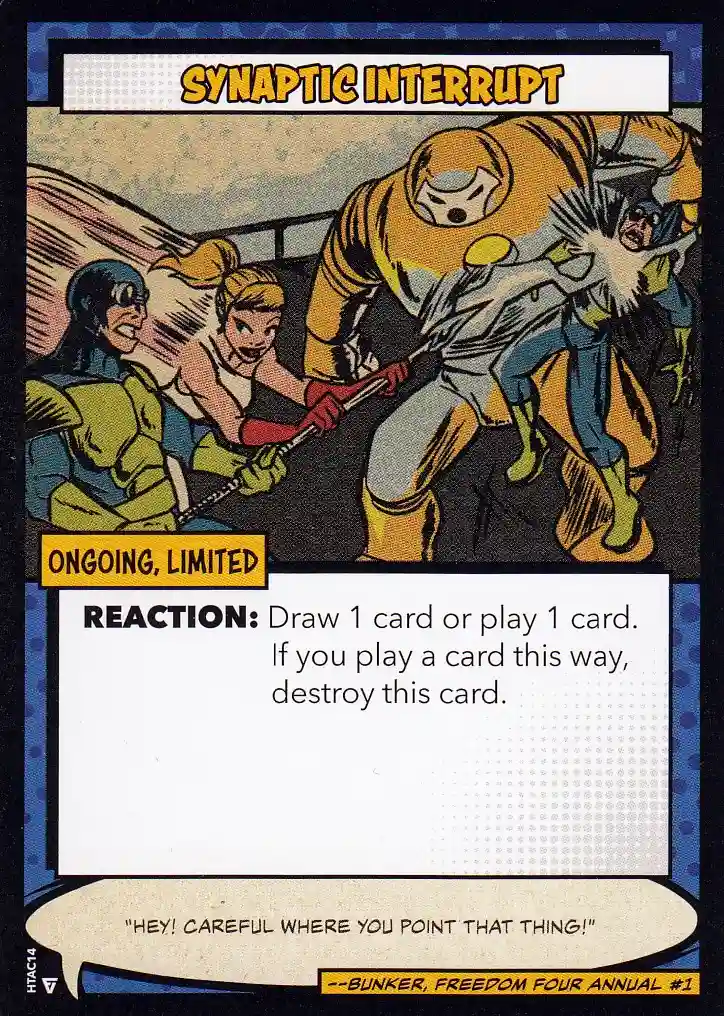 SYNAPTIC INTERRUPT
ONGOING, LIMITED
REACTION: Draw 1 card or play 1 card.
If you play a card this way,
destroy this card.
"HEY! CAREFUL WHERE YOU POINT THAT THING!"
--BUNKER, FREEDOM FOUR ANNUAL #1
HTAC14